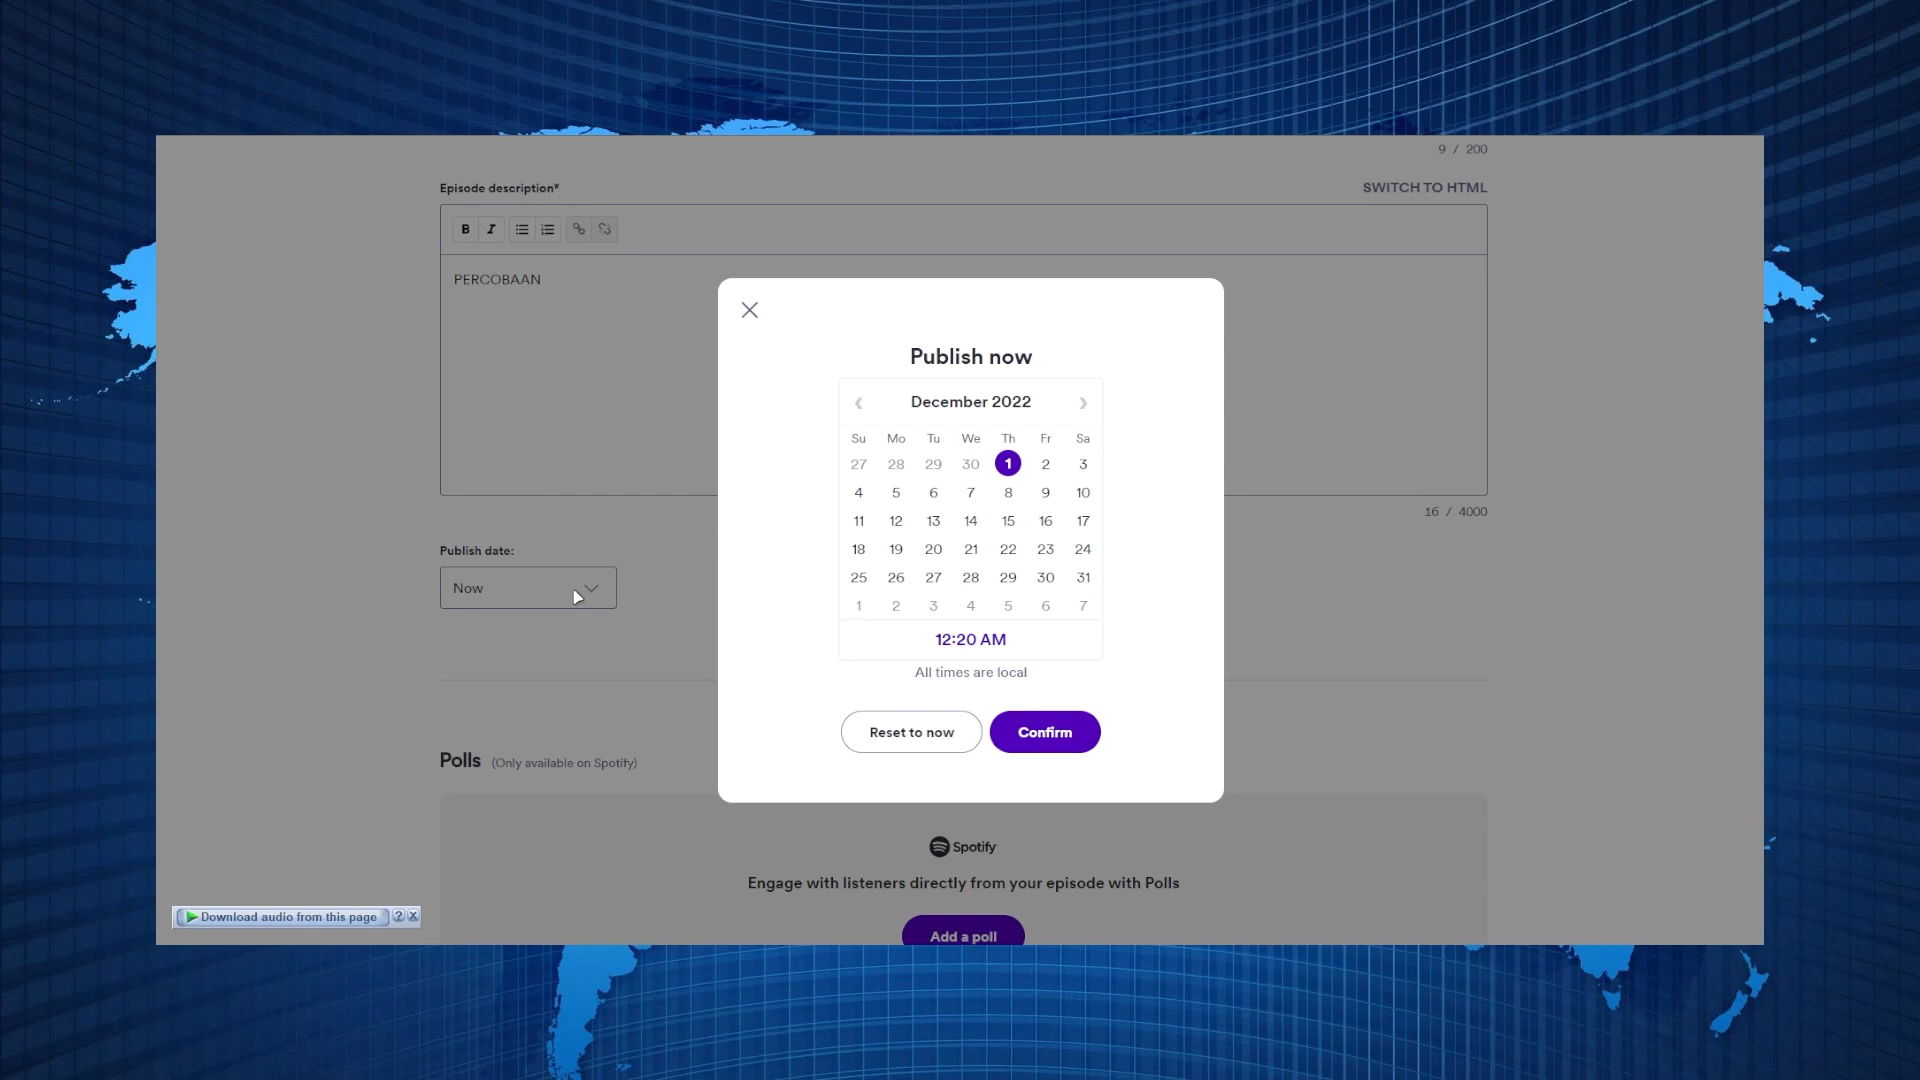 9 / 200
Episode description*
SWITCH TO HTML
B I
PERCOBAAN
16 / 4000
Publish date:
Now
Publish now
December 2022
Su Mo Tu We Th Fr Sa
27 28 29 30 1 2 3
4 5 6 7 8 9 10
11 12 13 14 15 16 17
18 19 20 21 22 23 24
25 26 27 28 29 30 31
1 2 3 4 5 6 7
12:20 AM
All times are local
Reset to now
Confirm
Polls (Only available on Spotify)
Spotify
Engage with listeners directly from your episode with Polls
Add a poll
Download audio from this page ? X